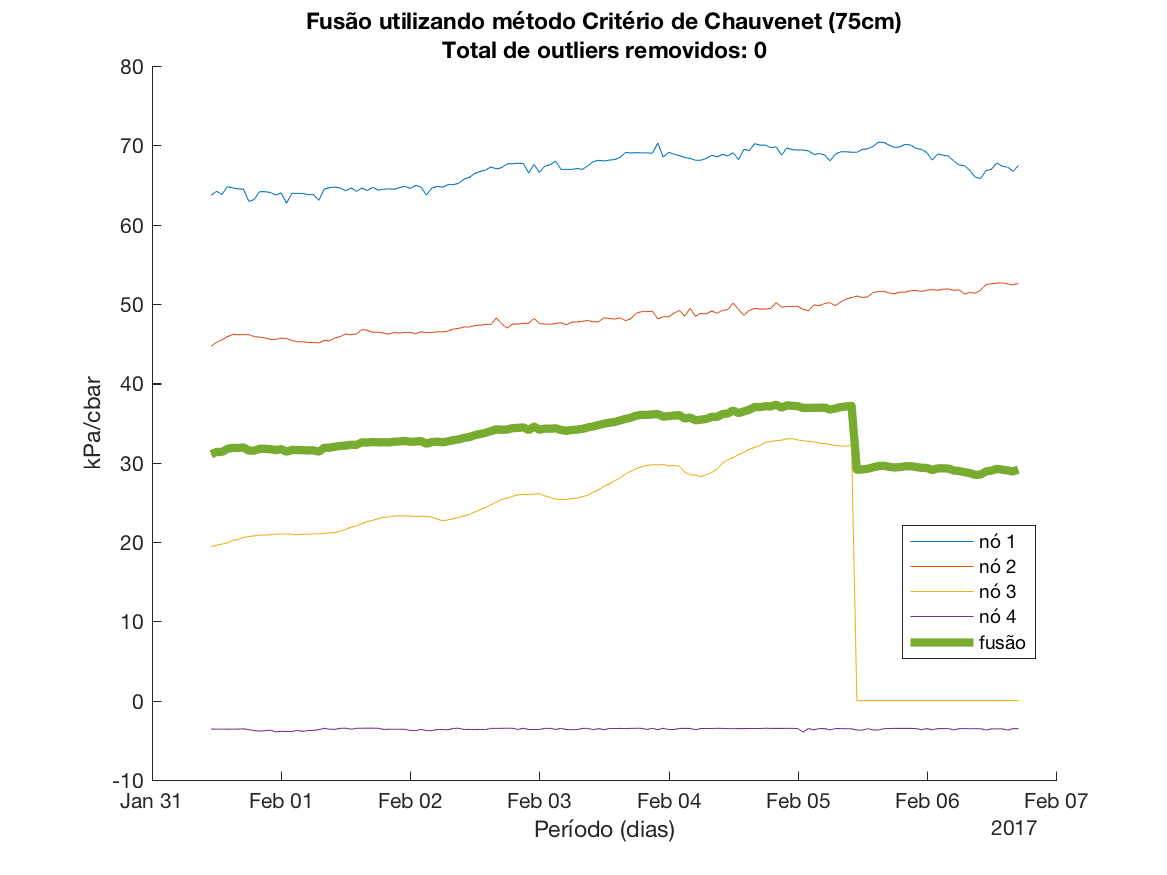 Fusão utilizando método Critério de Chauvenet (75cm)
Total de outliers removidos: 0
80
70
60
50
40
30
20
10
0
-10
kPa/cbar
Jan 31
Feb 01
Feb 02
Feb 03
Feb 04
Feb 05
Feb 06
Feb 07
Período (dias)
2017
nó 1
nó 2
nó 3
nó 4
fusão